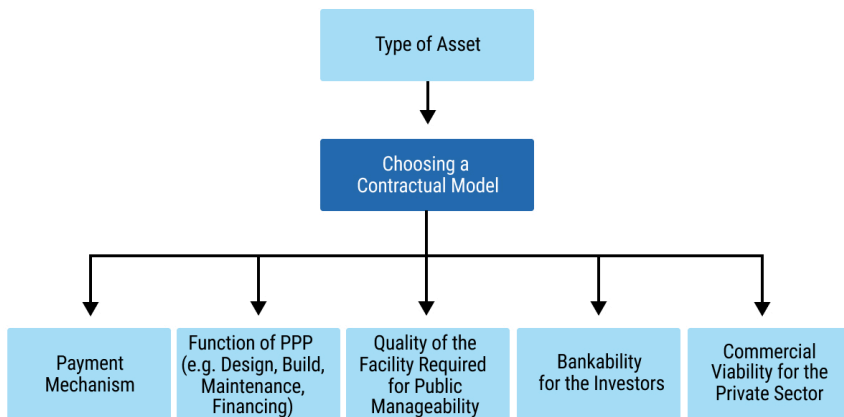 Type of Asset
Choosing a
Contractual Model
Payment
Mechanism
Function of PPP
(e.g. Design, Build,
Maintenance,
Financing)
Quality of the
Facility Required
for Public
Manageability
Bankability
for the Investors
Commercial
Viability for the
Private Sector